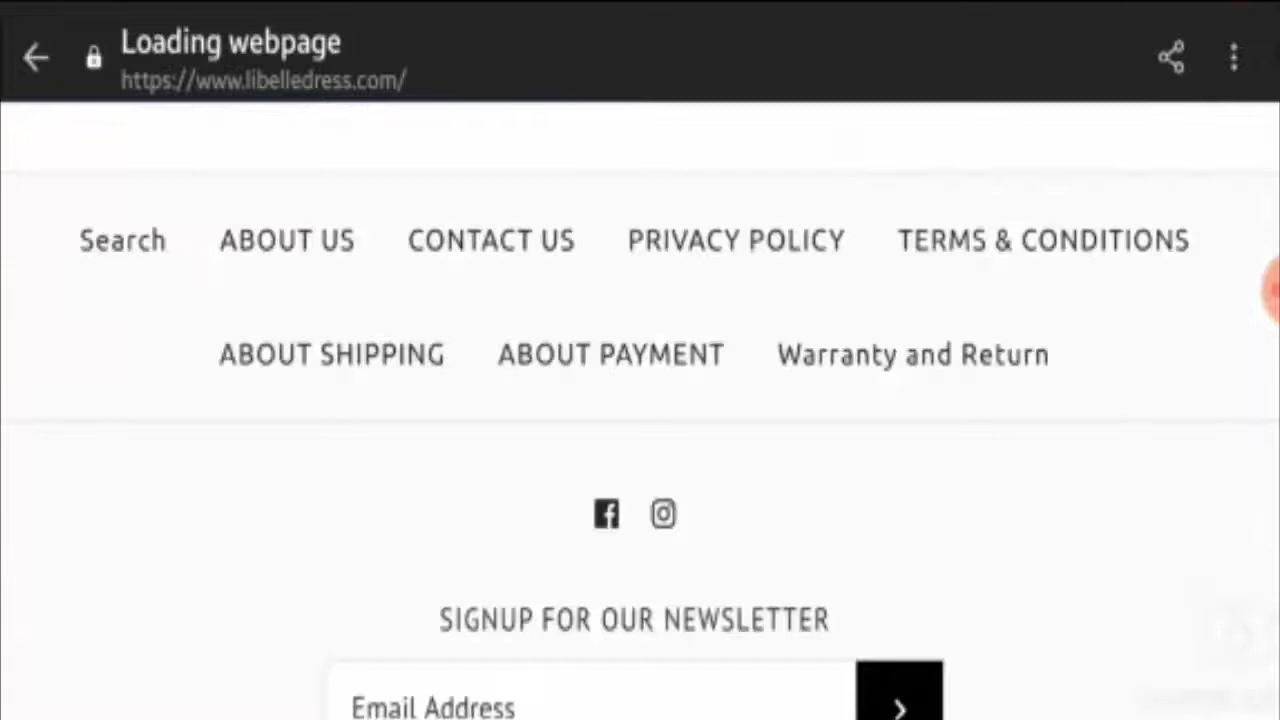 Loading webpage
https://www.libelledress.com/
Search ABOUT US CONTACT US PRIVACY POLICY TERMS & CONDITIONS
ABOUT SHIPPING ABOUT PAYMENT Warranty and Return
SIGNUP FOR OUR NEWSLETTER
Email Address